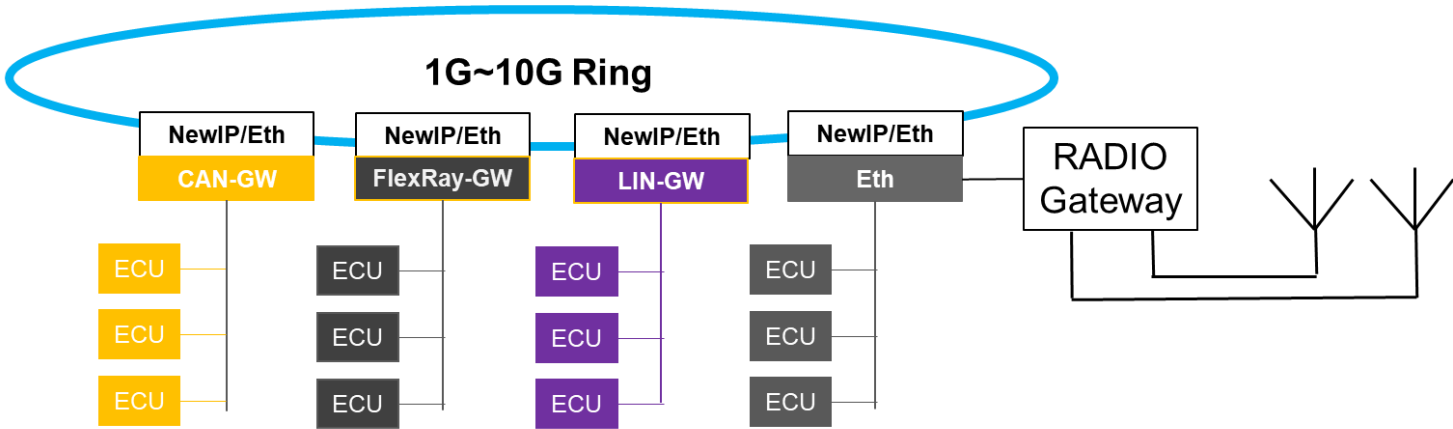 1G~10G Ring
NewIP/Eth
NewIP/Eth
NewIP/Eth
NewIP/Eth
CAN-GW
FlexRay-GW
LIN-GW
Eth
RADIO
Gateway
ECU
ECU
ECU
ECU
ECU
ECU
ECU
ECU
ECU
ECU
ECU
ECU